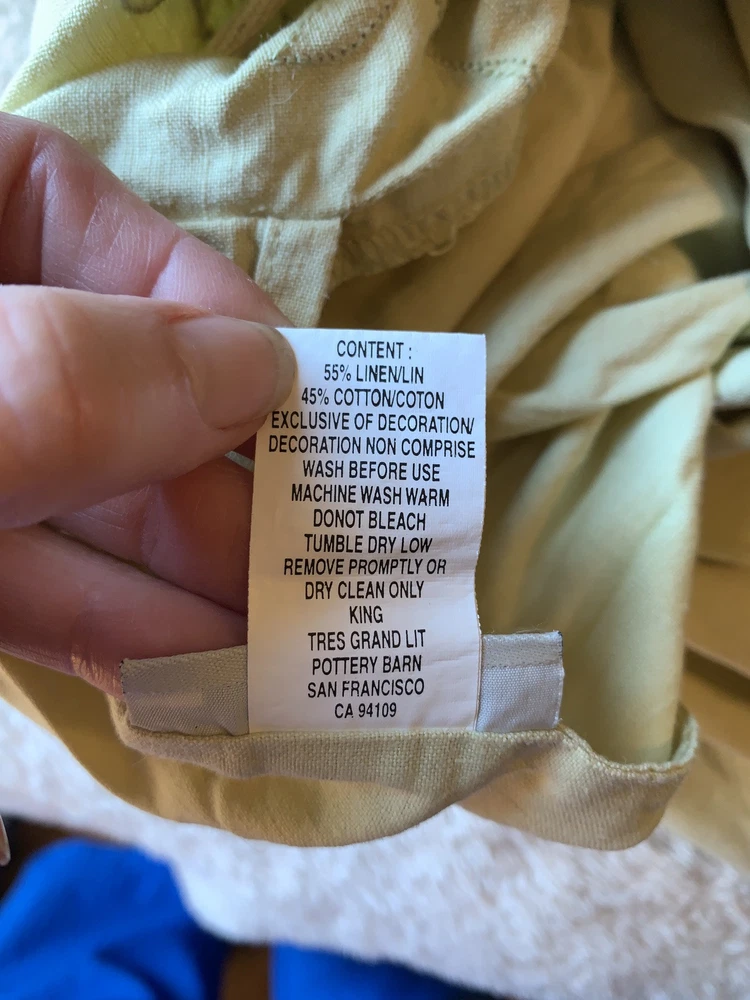 CONTENT :
55% LINEN/LIN
45% COTTON/COTON
EXCLUSIVE OF DECORATION/
DECORATION NON COMPRISE
WASH BEFORE USE
MACHINE WASH WARM
DONOT BLEACH
TUMBLE DRY LOW
REMOVE PROMPTLY OR
DRY CLEAN ONLY
KING
TRES GRAND LIT
POTTERY BARN
SAN FRANCISCO
CA 94109